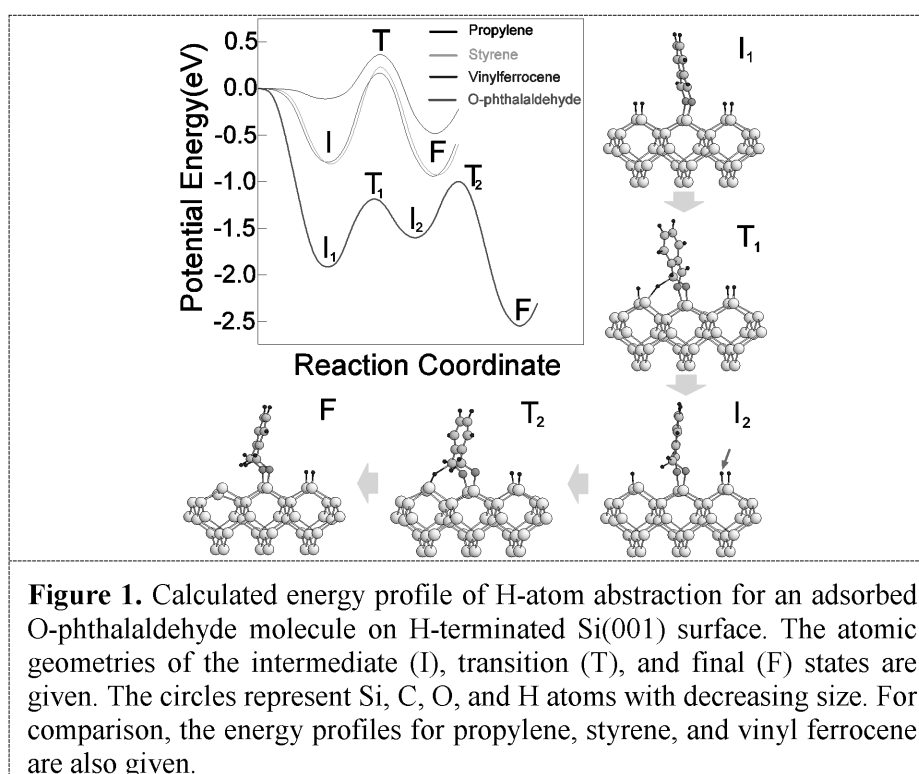 Potential Energy(eV)
0.5
0.0
-0.5
-1.0
-1.5
-2.0
-2.5
T
Propylene
Styrene
Vinylferrocene
O-phthalaldehyde
I
F
T1
T2
I1
I2
F
Reaction Coordinate
I1
T1
F
T2
I2
Figure 1. Calculated energy profile of H-atom abstraction for an adsorbed
O-phthalaldehyde molecule on H-terminated Si(001) surface. The atomic
geometries of the intermediate (I), transition (T), and final (F) states are
given. The circles represent Si, C, O, and H atoms with decreasing size. For
comparison, the energy profiles for propylene, styrene, and vinyl ferrocene
are also given.